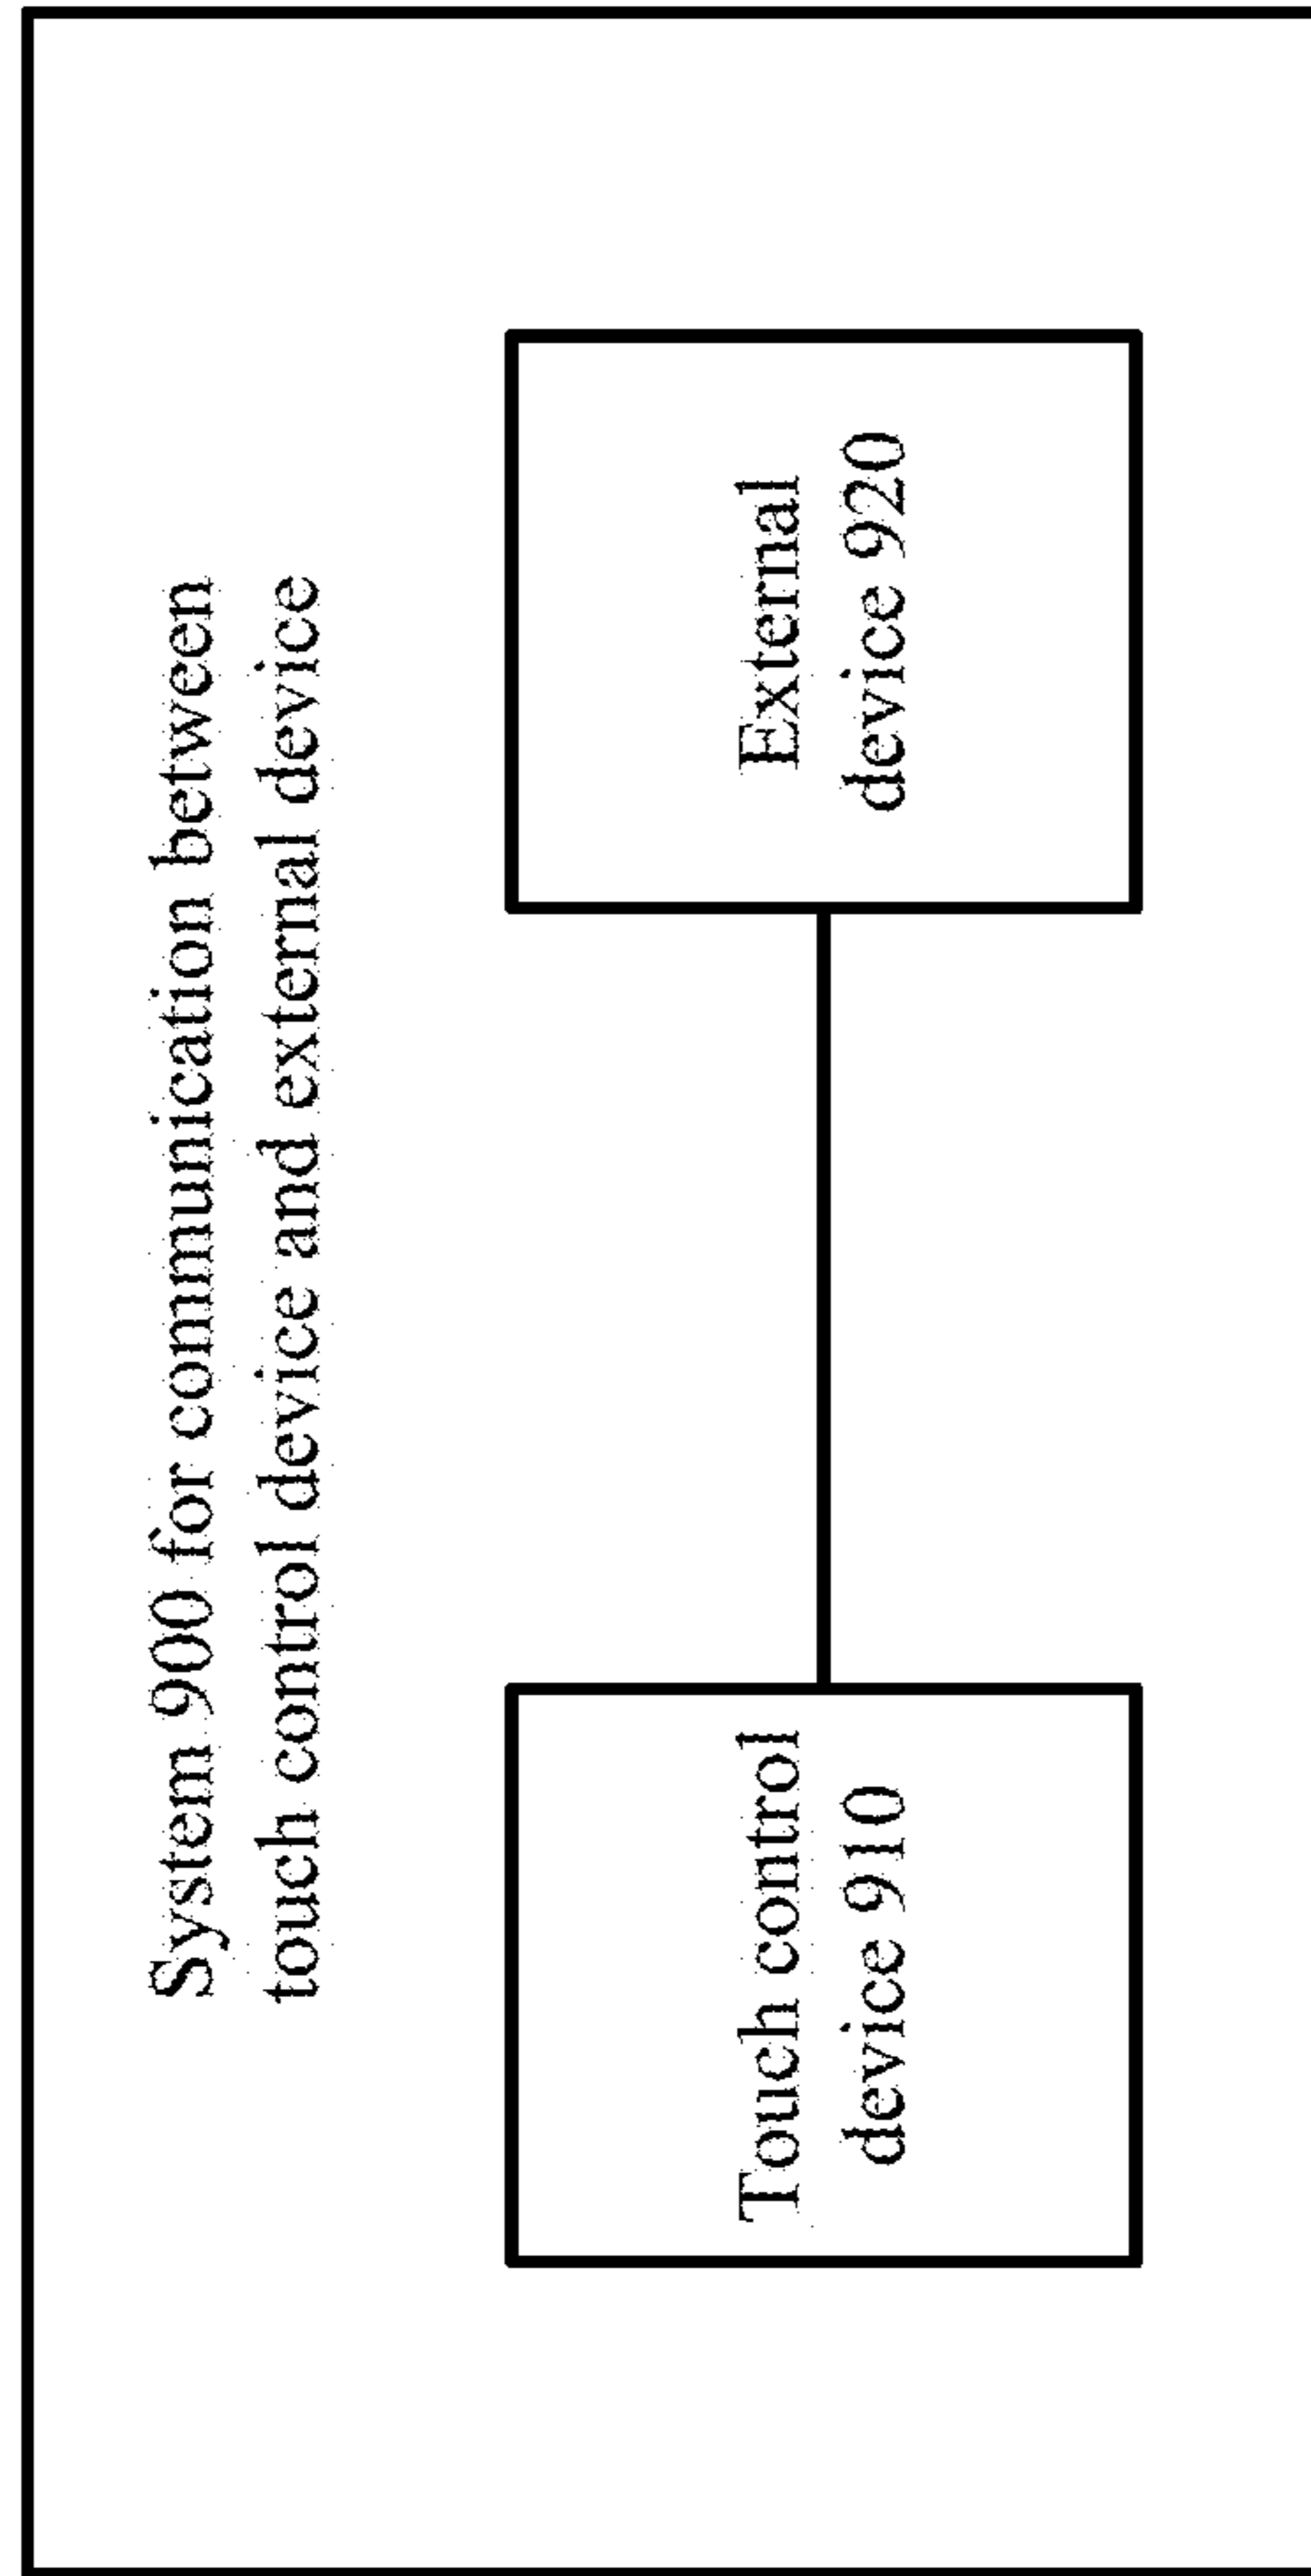 System 900 for communication between
touch control device and external device
Touch control
device 910
External
device 920